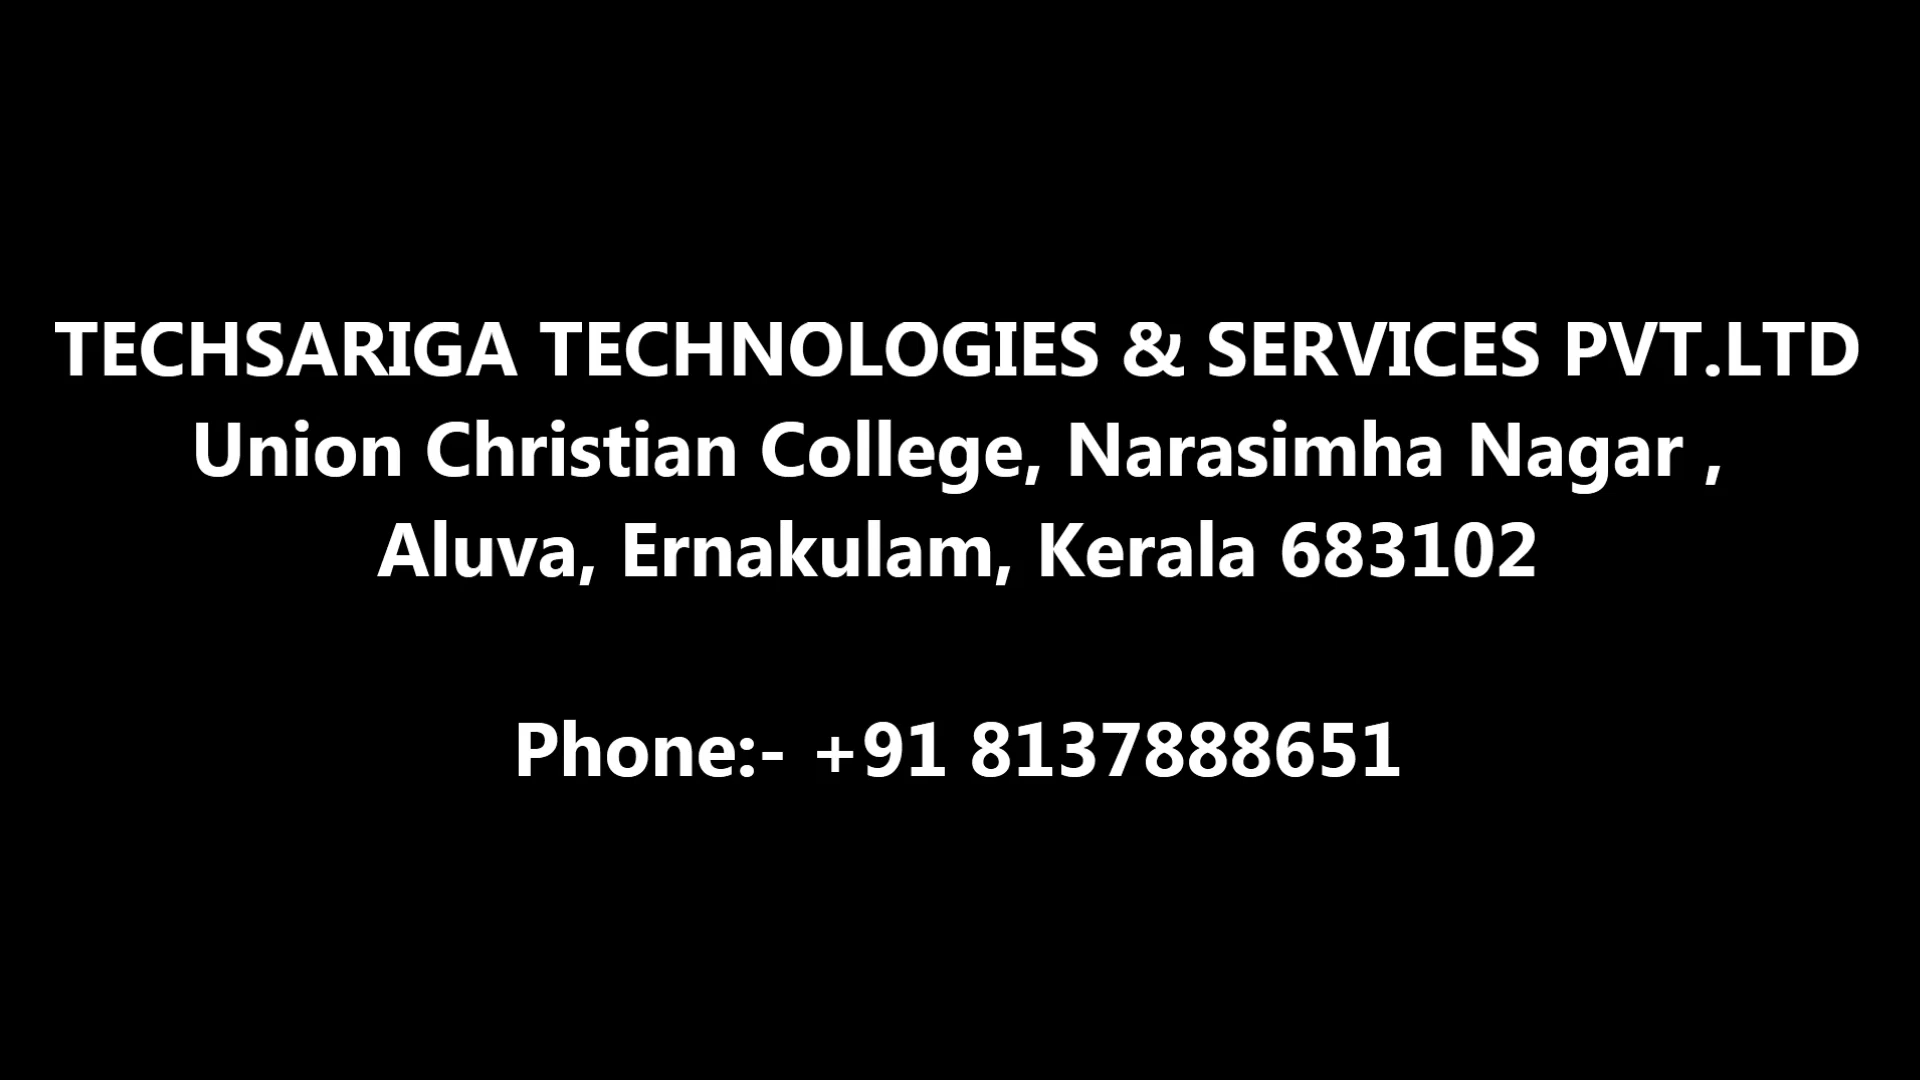 TECHSARIGA TECHNOLOGIES & SERVICES PVT.LTD
Union Christian College, Narasimha Nagar ,
Aluva, Ernakulam, Kerala 683102
Phone:- +91 8137888651